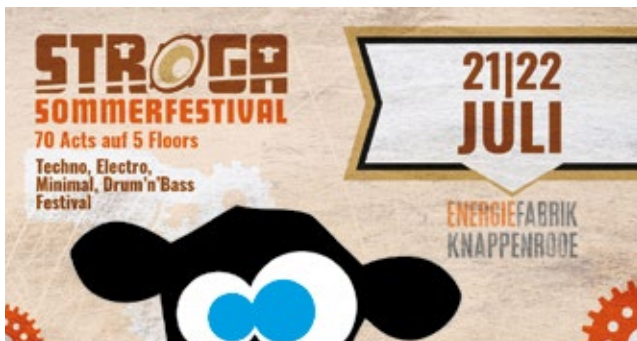 STROGA
SOMMERFESTIVAL
70 Acts auf 5 Floors
Techno, Electro,
Minimal, Drum'n'Bass
Festival
21|22
JULI
ENERGIEFABRIK
KNAPPENRODE